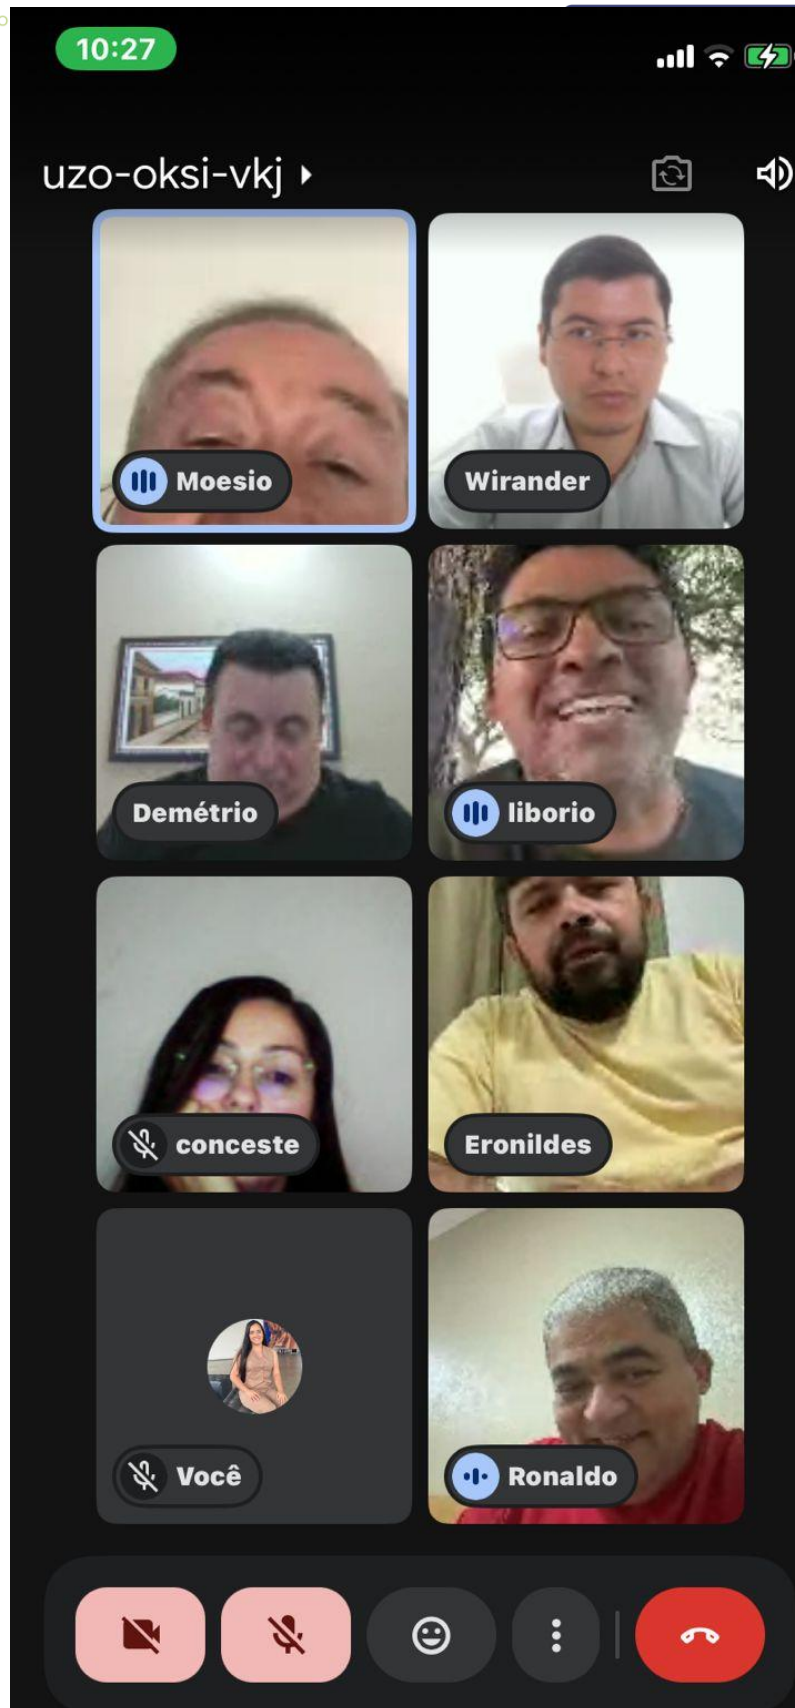 10:27
uzo-oksi-vkj
Moesio
Wirander
Demétrio
liborio
conceste
Eronildes
Você
Ronaldo